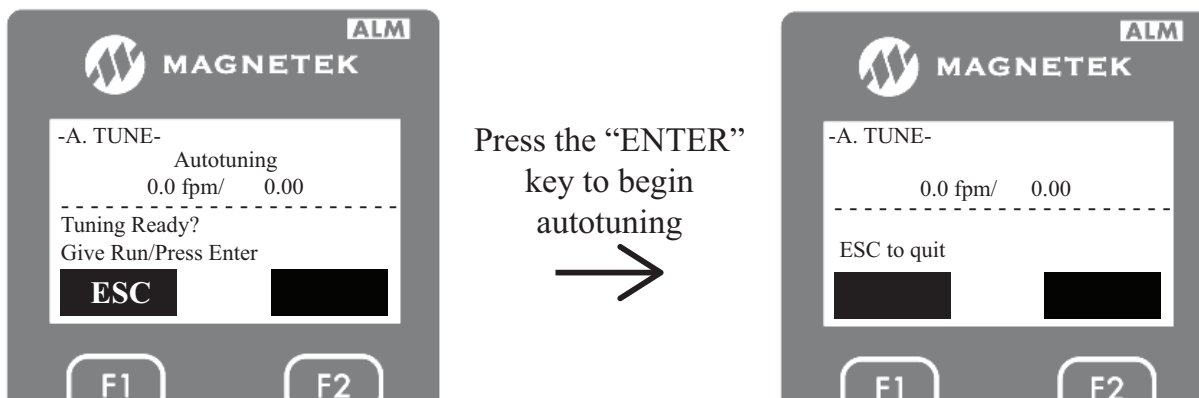 ALM
MAGNETEK
-A. TUNE-
Autotuning
0.0 fpm/ 0.00
Tuning Ready?
Give Run/Press Enter
ESC
F1 F2
Press the “ENTER”
key to begin
autotuning
ALM
MAGNETEK
-A. TUNE-
0.0 fpm/ 0.00
ESC to quit
F1 F2